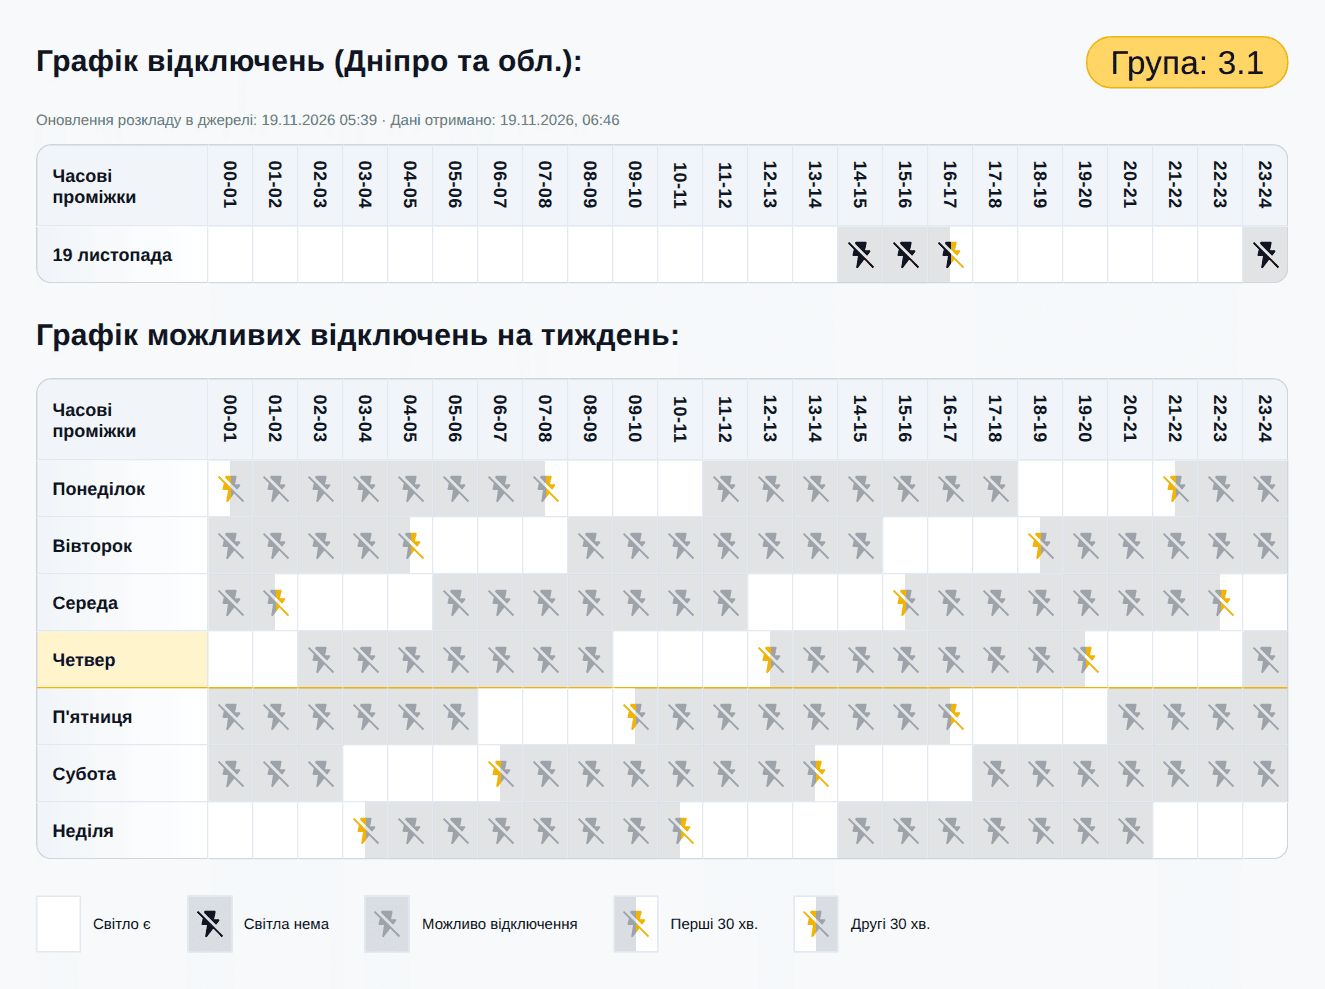 Графік відключень (Дніпро та обл.):
Група: 3.1
Оновлення розкладу в джерелі: 19.11.2026 05:39 · Дані отримано: 19.11.2026, 06:46
Часові проміжки 00-01 01-02 02-03 03-04 04-05 05-06 06-07 07-08 08-09 09-10 10-11 11-12 12-13 13-14 14-15 15-16 16-17 17-18 18-19 19-20 20-21 21-22 22-23 23-24
19 листопада
Графік можливих відключень на тиждень:
Часові проміжки 00-01 01-02 02-03 03-04 04-05 05-06 06-07 07-08 08-09 09-10 10-11 11-12 12-13 13-14 14-15 15-16 16-17 17-18 18-19 19-20 20-21 21-22 22-23 23-24
Понеділок
Вівторок
Середа
Четвер
П'ятниця
Субота
Неділя
Світло є Світла нема Можливо відключення Перші 30 хв. Другі 30 хв.